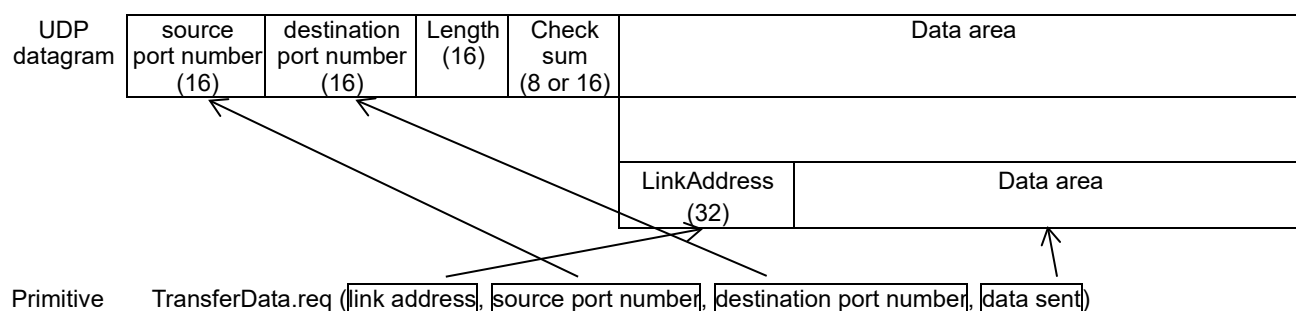 UDP datagram
source port number (16)
destination port number (16)
Length (16)
Check sum (8 or 16)
Data area
LinkAddress (32)
Data area
Primitive TransferData.req (link address, source port number, destination port number, data sent)